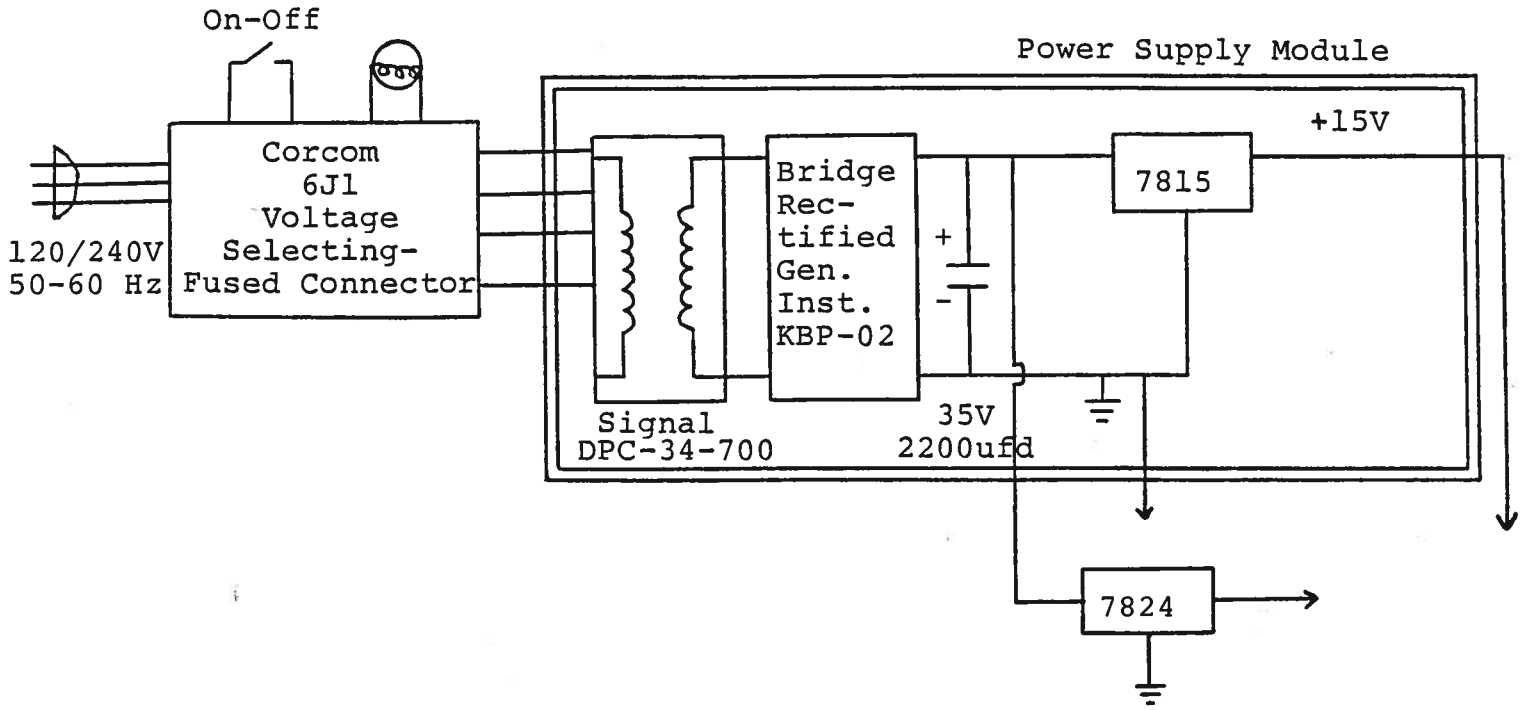 On-Off
Power Supply Module
+15V
Corcom
6J1
Voltage
Selecting-
Fused Connector
120/240V
50-60 Hz
Bridge
Rec-
tified
Gen.
Inst.
KBP-02
+
-
7815
Signal
DPC-34-700
35V
2200ufd
7824